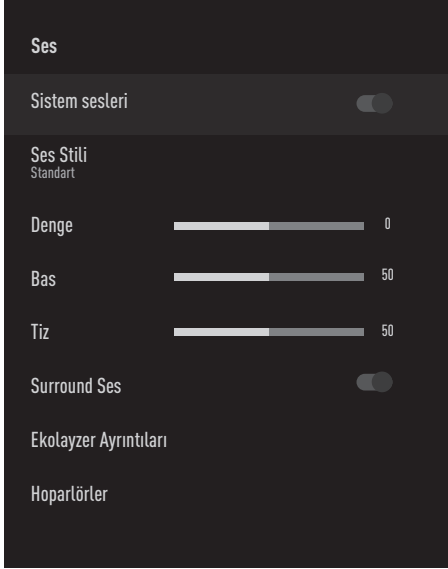 Ses
Sistem sesleri
Ses Stili
Standart
Denge 0
Bas 50
Tiz 50
Surround Ses
Ekolayzer Ayrıntıları
Hoparlörler